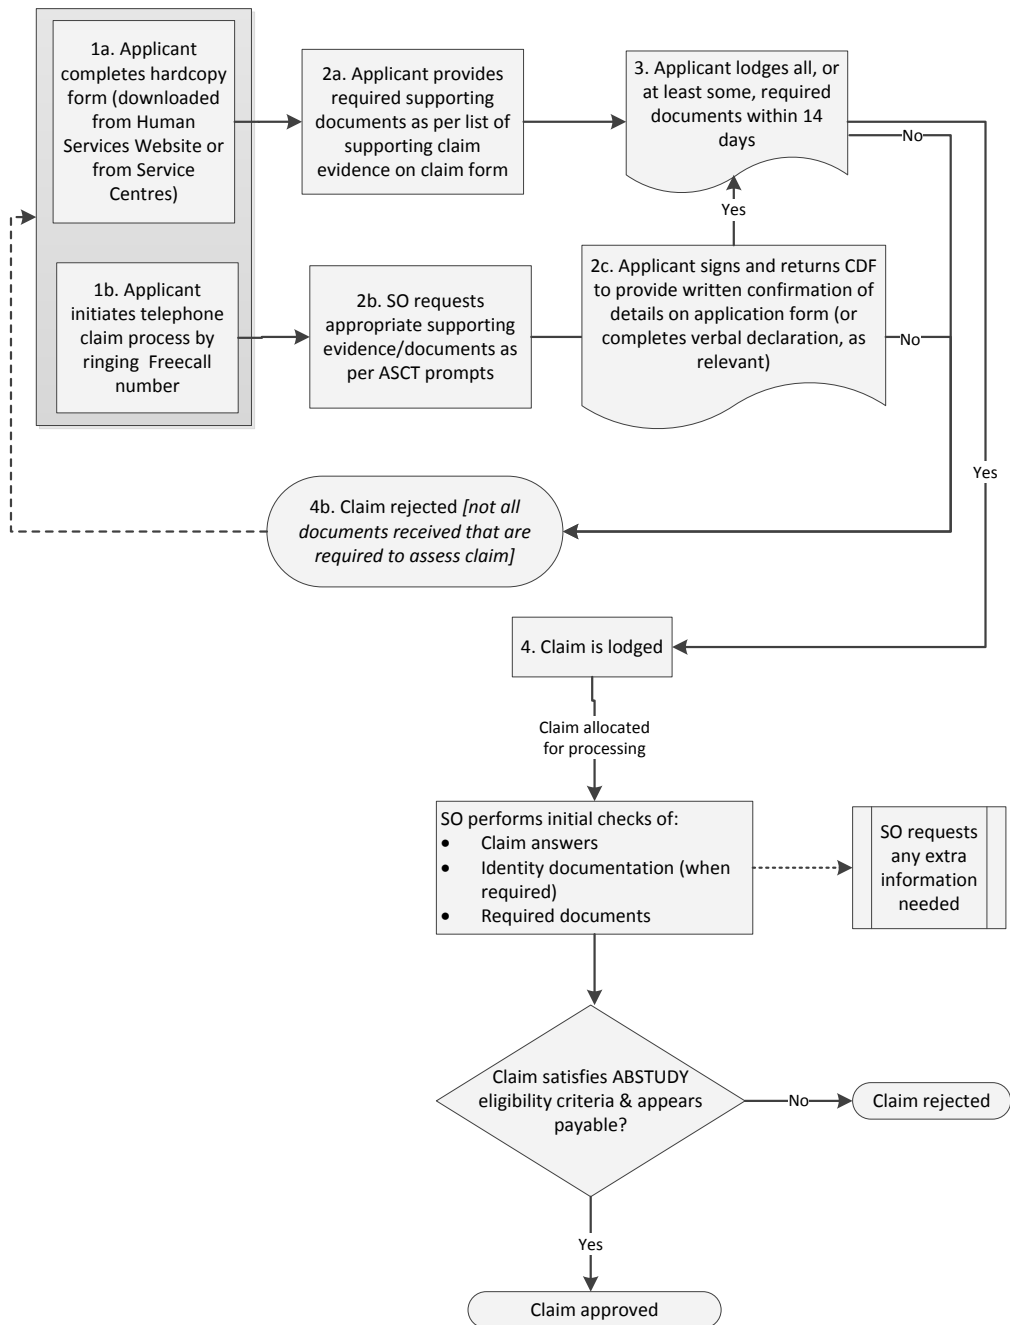 1a. Applicant
completes hardcopy
form (downloaded
from Human
Services Website or
from Service
Centres)
2a. Applicant provides
required supporting
documents as per list of
supporting claim
evidence on claim form
3. Applicant lodges all, or
at least some, required
documents within 14
days
No
Yes
1b. Applicant
initiates telephone
claim process by
ringing Freecall
number
2b. SO requests
appropriate supporting
evidence/documents as
per ASCT prompts
2c. Applicant signs and returns CDF
to provide written confirmation of
details on application form (or
completes verbal declaration, as
relevant)
No
Yes
4b. Claim rejected [not all
documents received that are
required to assess claim]
4. Claim is lodged
Claim allocated
for processing
SO performs initial checks of:
● Claim answers
● Identity documentation (when
required)
● Required documents
SO requests
any extra
information
needed
Claim satisfies ABSTUDY
eligibility criteria & appears
payable?
No
Claim rejected
Yes
Claim approved